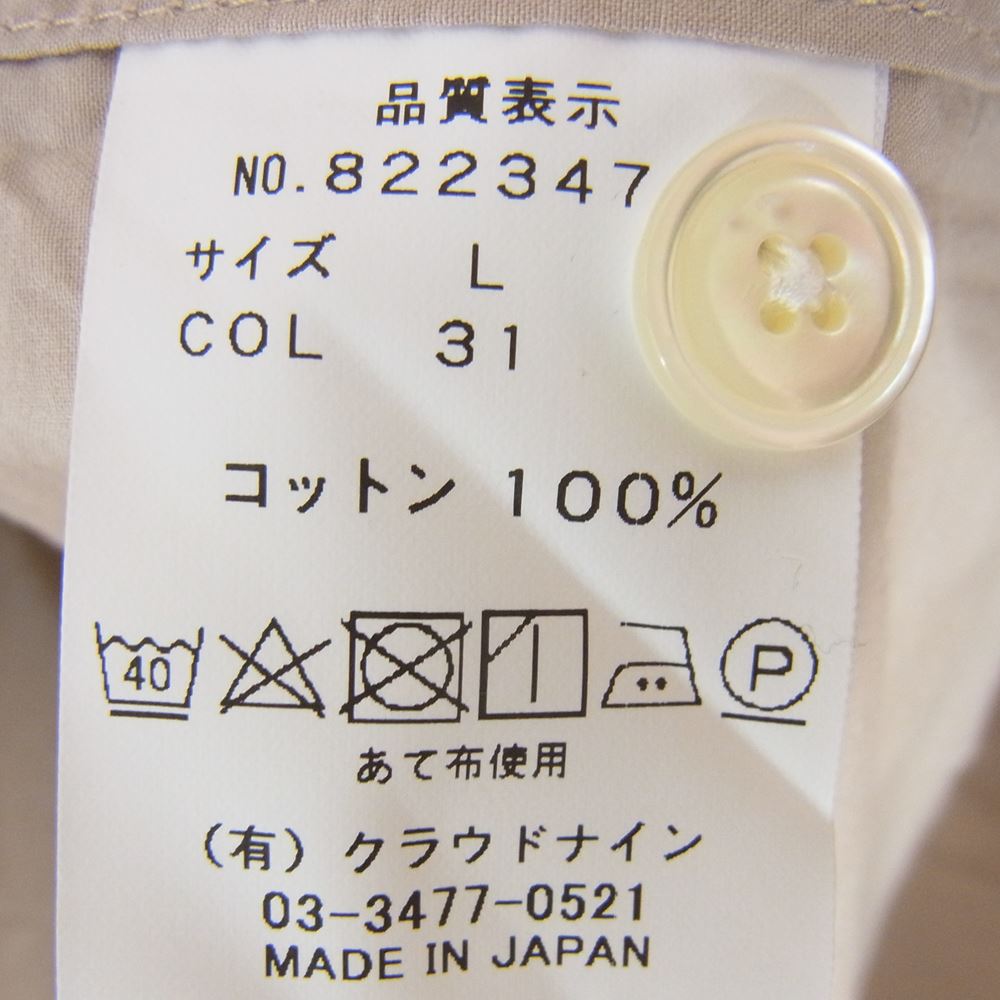 品質表示
NO.822347
サイズ L
COL 31
コットン 100%
40 P
あて布使用
(有) クラウドナイン
03-3477-0521
MADE IN JAPAN